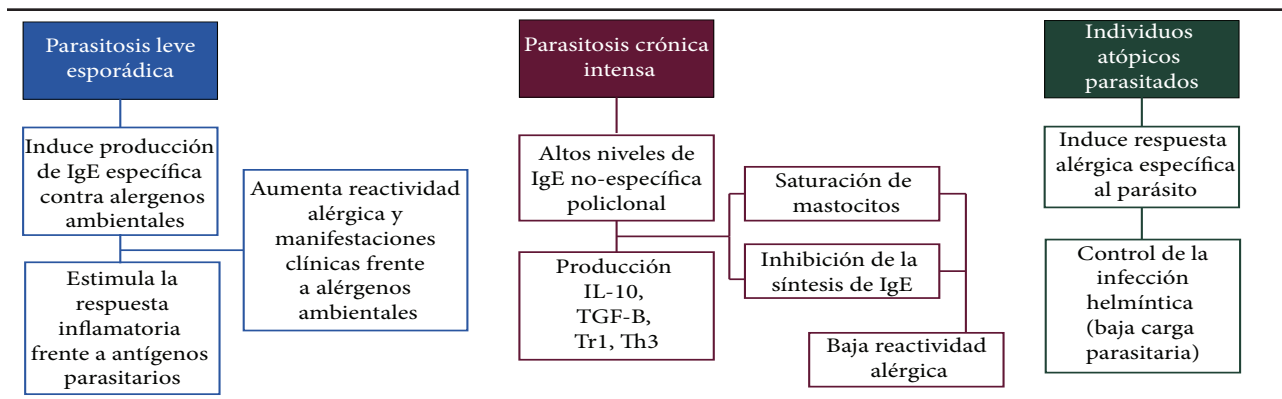 Parasitosis leve
esporádica
Induce producción
de IgE específica
contra alergenos
ambientales
Estimula la
respuesta
inflamatoria
frente a antígenos
parasitarios
Aumenta reactividad
alérgica y
manifestaciones
clínicas frente
a alérgenos
ambientales
Parasitosis crónica
intensa
Altos niveles de
IgE no-específica
policlonal
Producción
IL-10,
TGF-B,
Tr1, Th3
Saturación de
mastocitos
Inhibición de la
síntesis de IgE
Baja reactividad
alérgica
Individuos
atópicos
parasitados
Induce respuesta
alérgica específica
al parásito
Control de la
infección
helmíntica
(baja carga
parasitaria)